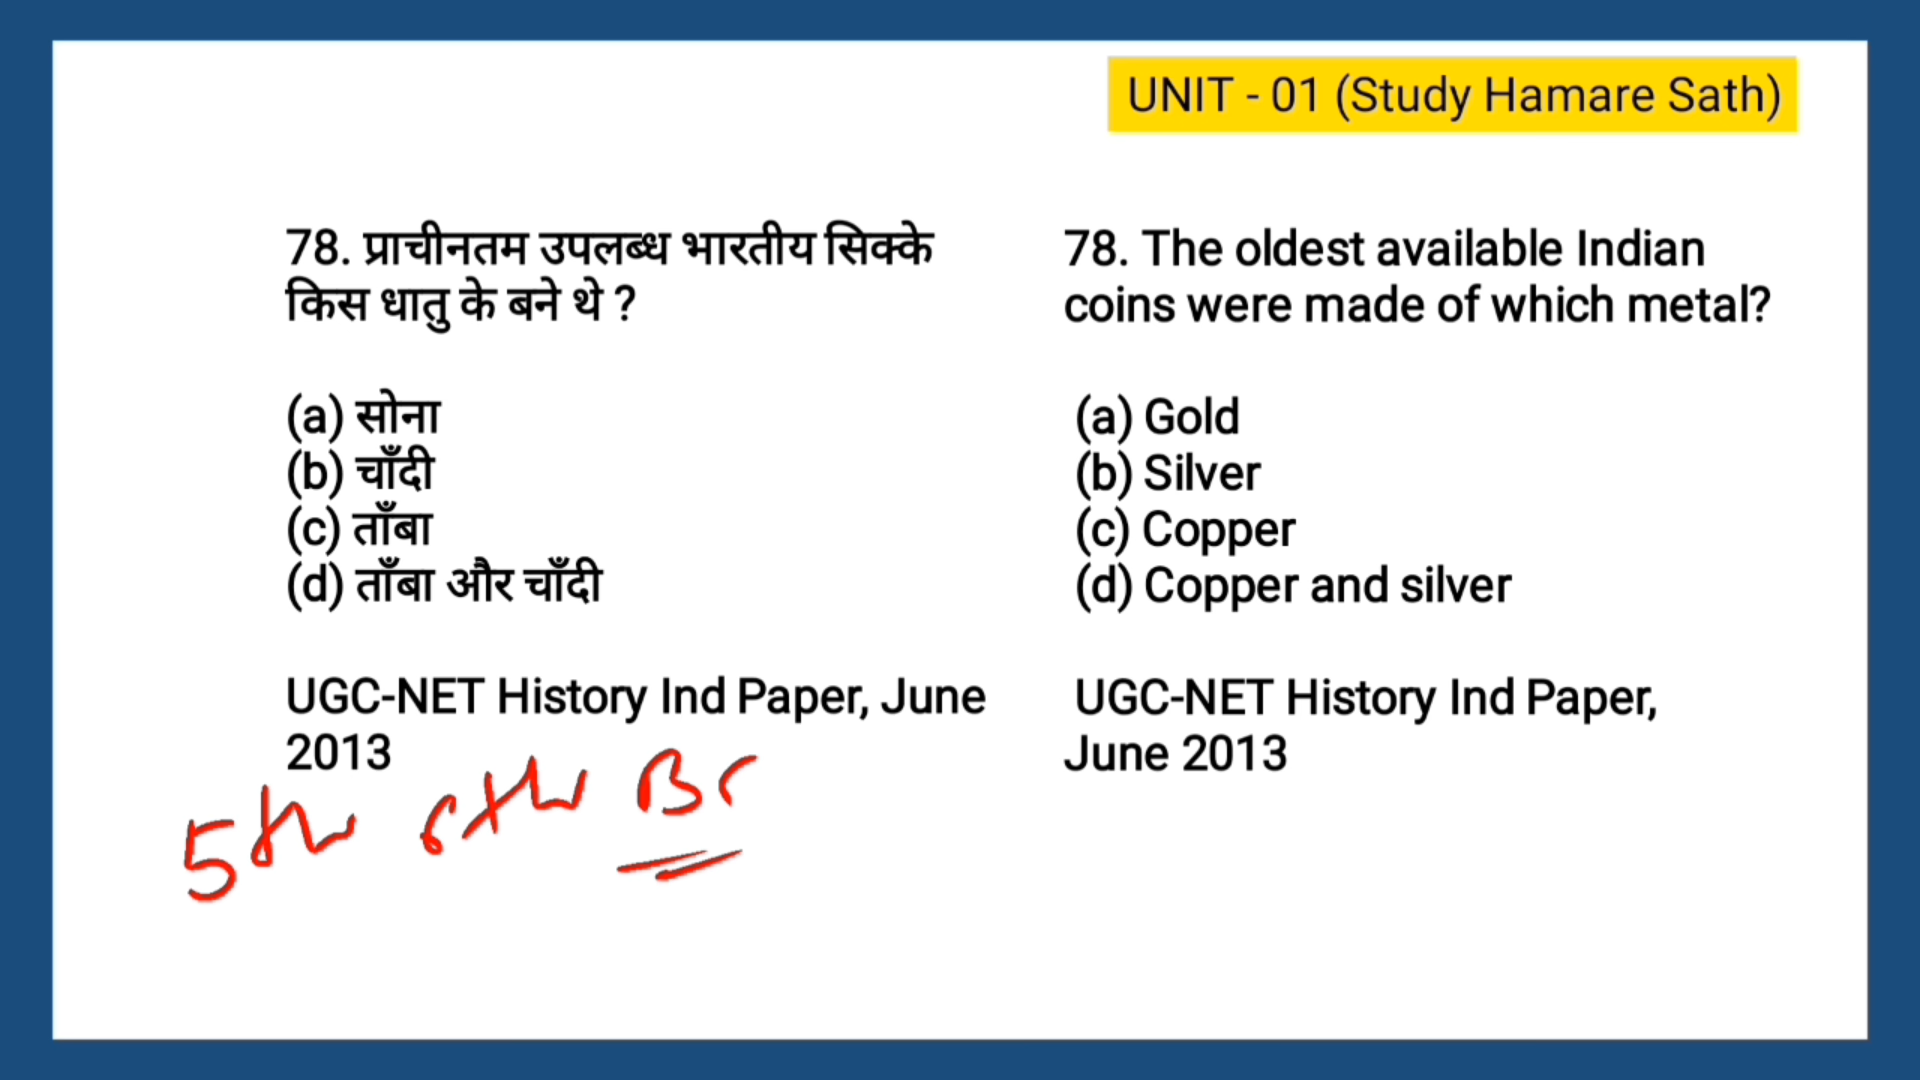 UNIT - 01 (Study Hamare Sath)
78. प्राचीनतम उपलब्ध भारतीय सिक्के
किस धातु के बने थे ?
(a) सोना
(b) चाँदी
(c) ताँबा
(d) ताँबा और चाँदी
UGC-NET History Ind Paper, June
2013
5th 6th BC
78. The oldest available Indian
coins were made of which metal?
(a) Gold
(b) Silver
(c) Copper
(d) Copper and silver
UGC-NET History Ind Paper,
June 2013